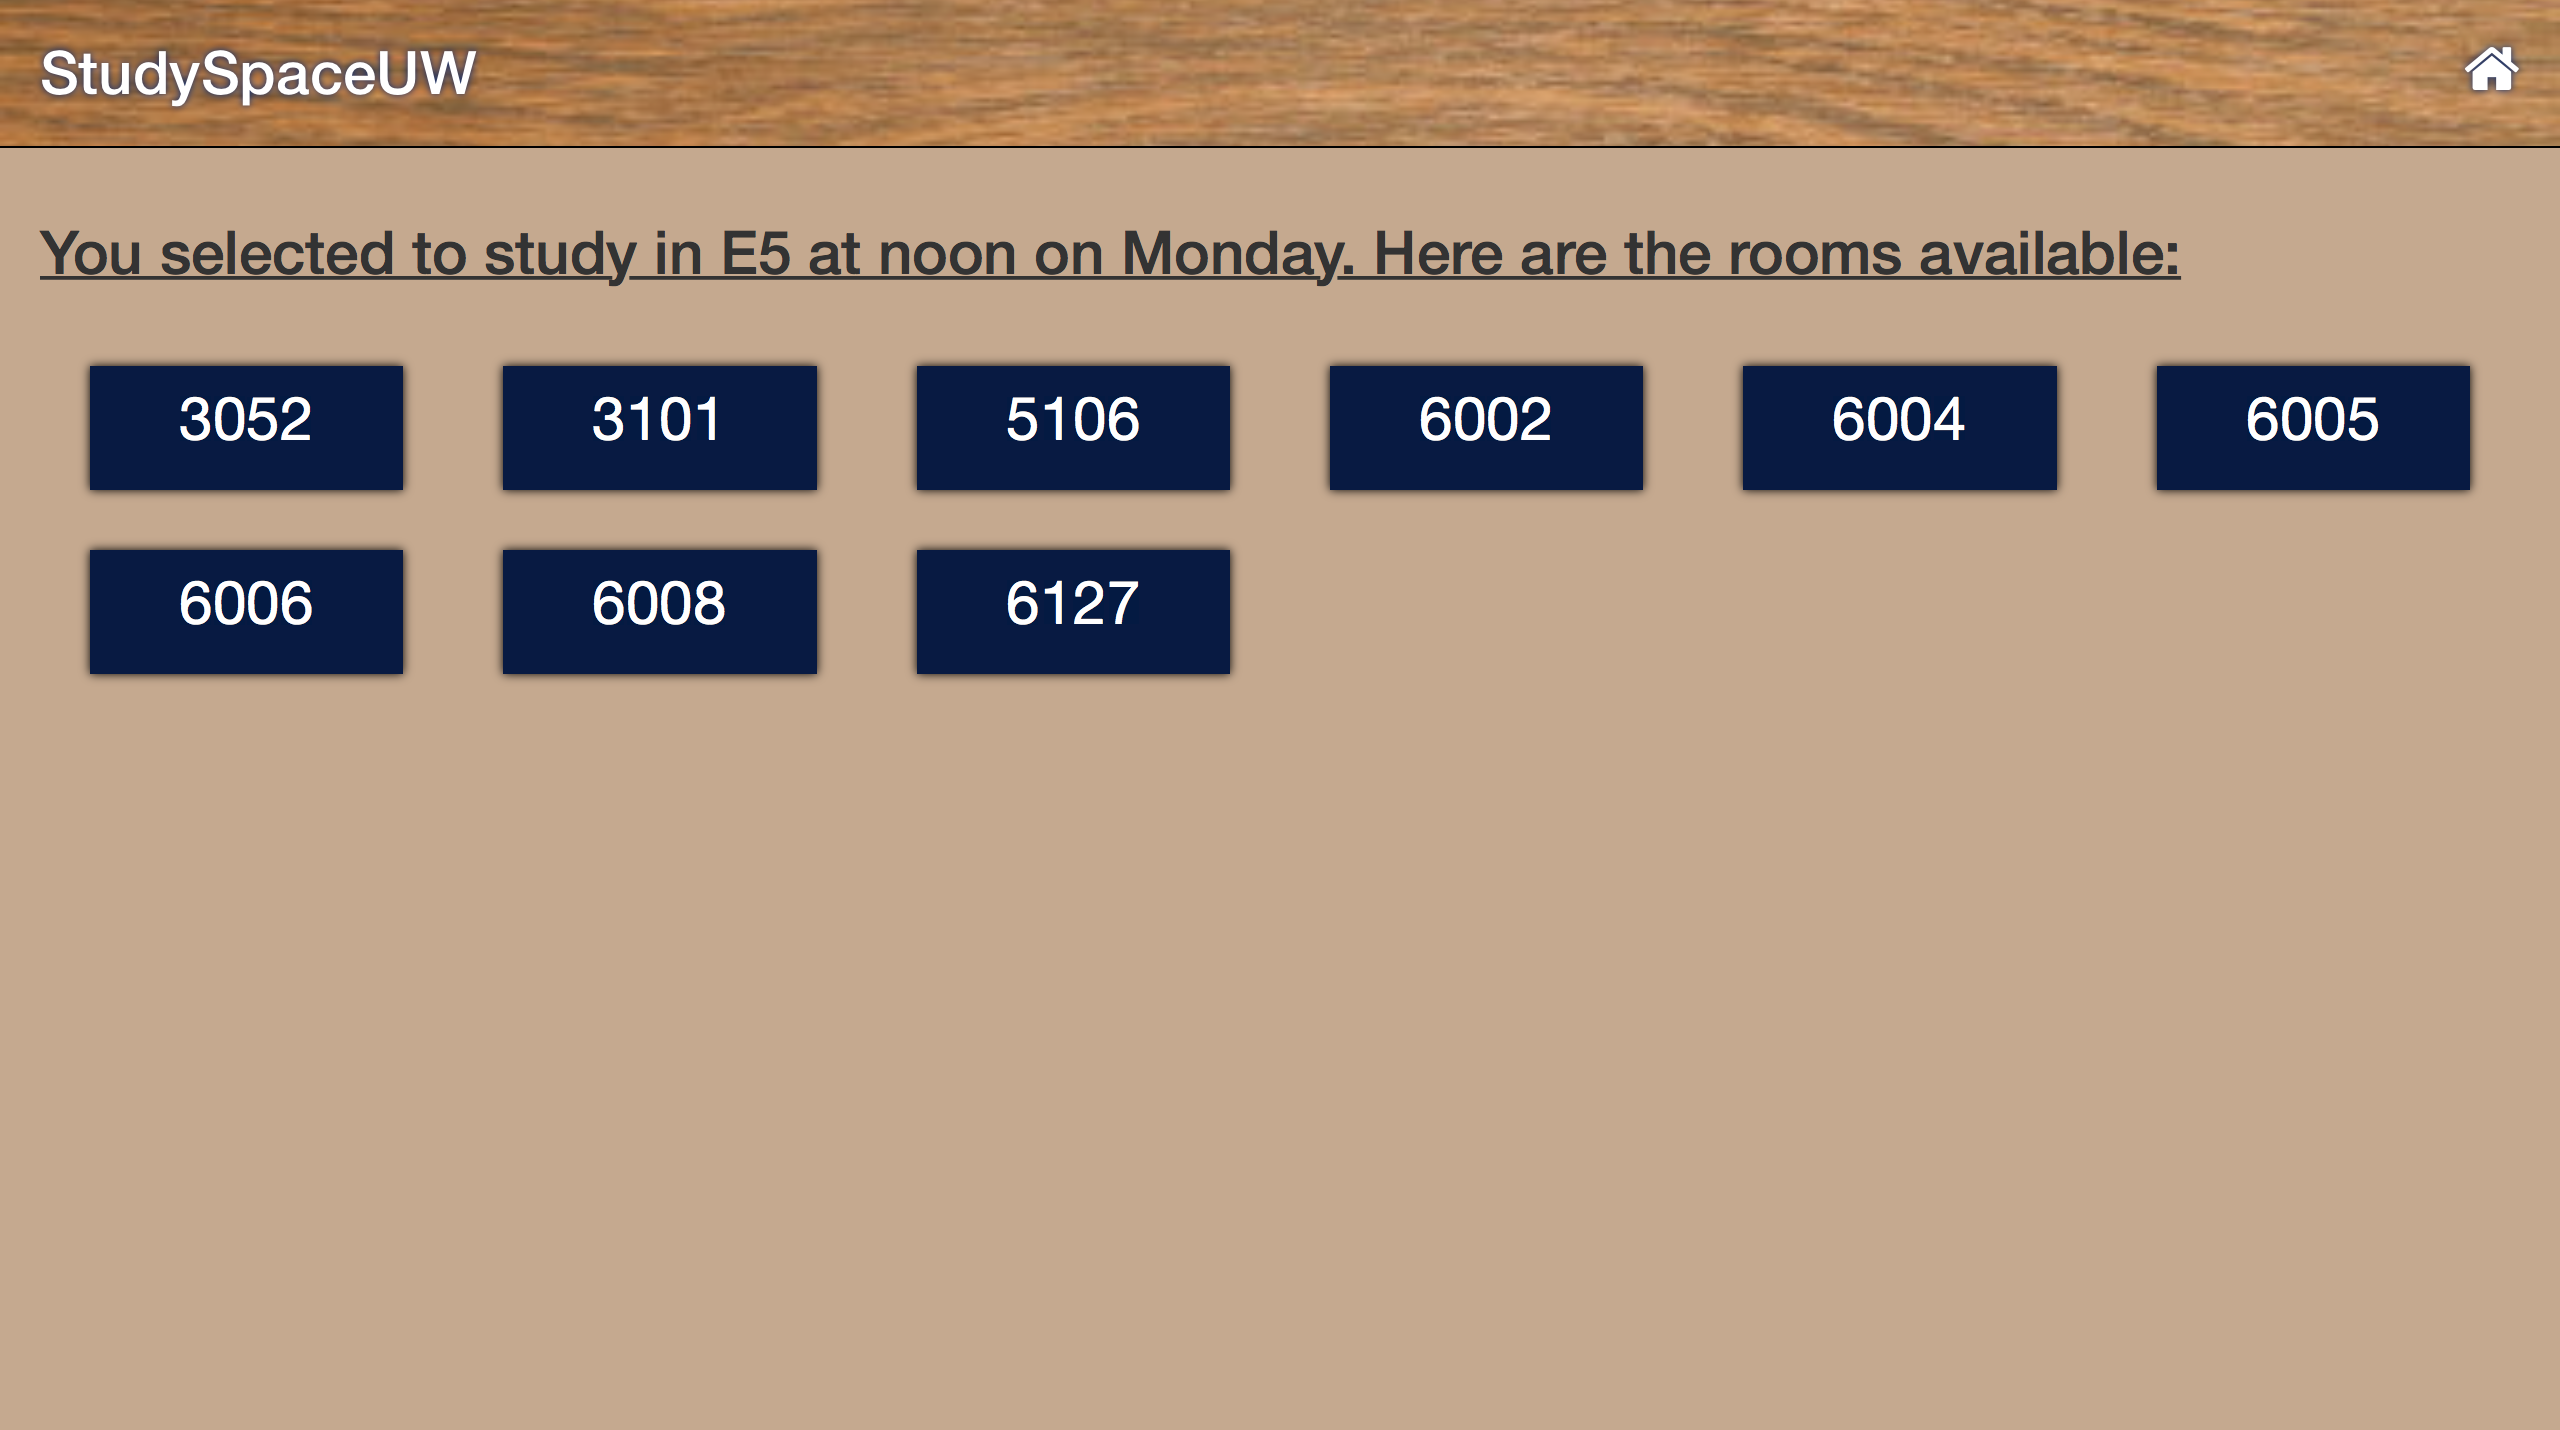 StudySpaceUW
You selected to study in E5 at noon on Monday. Here are the rooms available:
3052 3101 5106 6002 6004 6005
6006 6008 6127